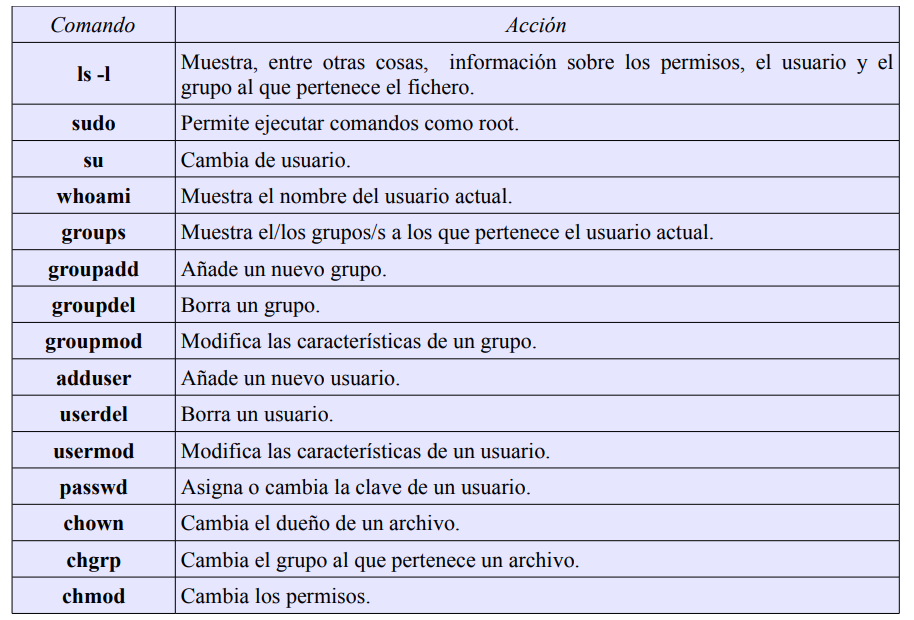 Comando Acción
ls -l Muestra, entre otras cosas, información sobre los permisos, el usuario y el
grupo al que pertenece el fichero.
sudo Permite ejecutar comandos como root.
su Cambia de usuario.
whoami Muestra el nombre del usuario actual.
groups Muestra el/los grupos/s a los que pertenece el usuario actual.
groupadd Añade un nuevo grupo.
groupdel Borra un grupo.
groupmod Modifica las características de un grupo.
adduser Añade un nuevo usuario.
userdel Borra un usuario.
usermod Modifica las características de un usuario.
passwd Asigna o cambia la clave de un usuario.
chown Cambia el dueño de un archivo.
chgrp Cambia el grupo al que pertenece un archivo.
chmod Cambia los permisos.